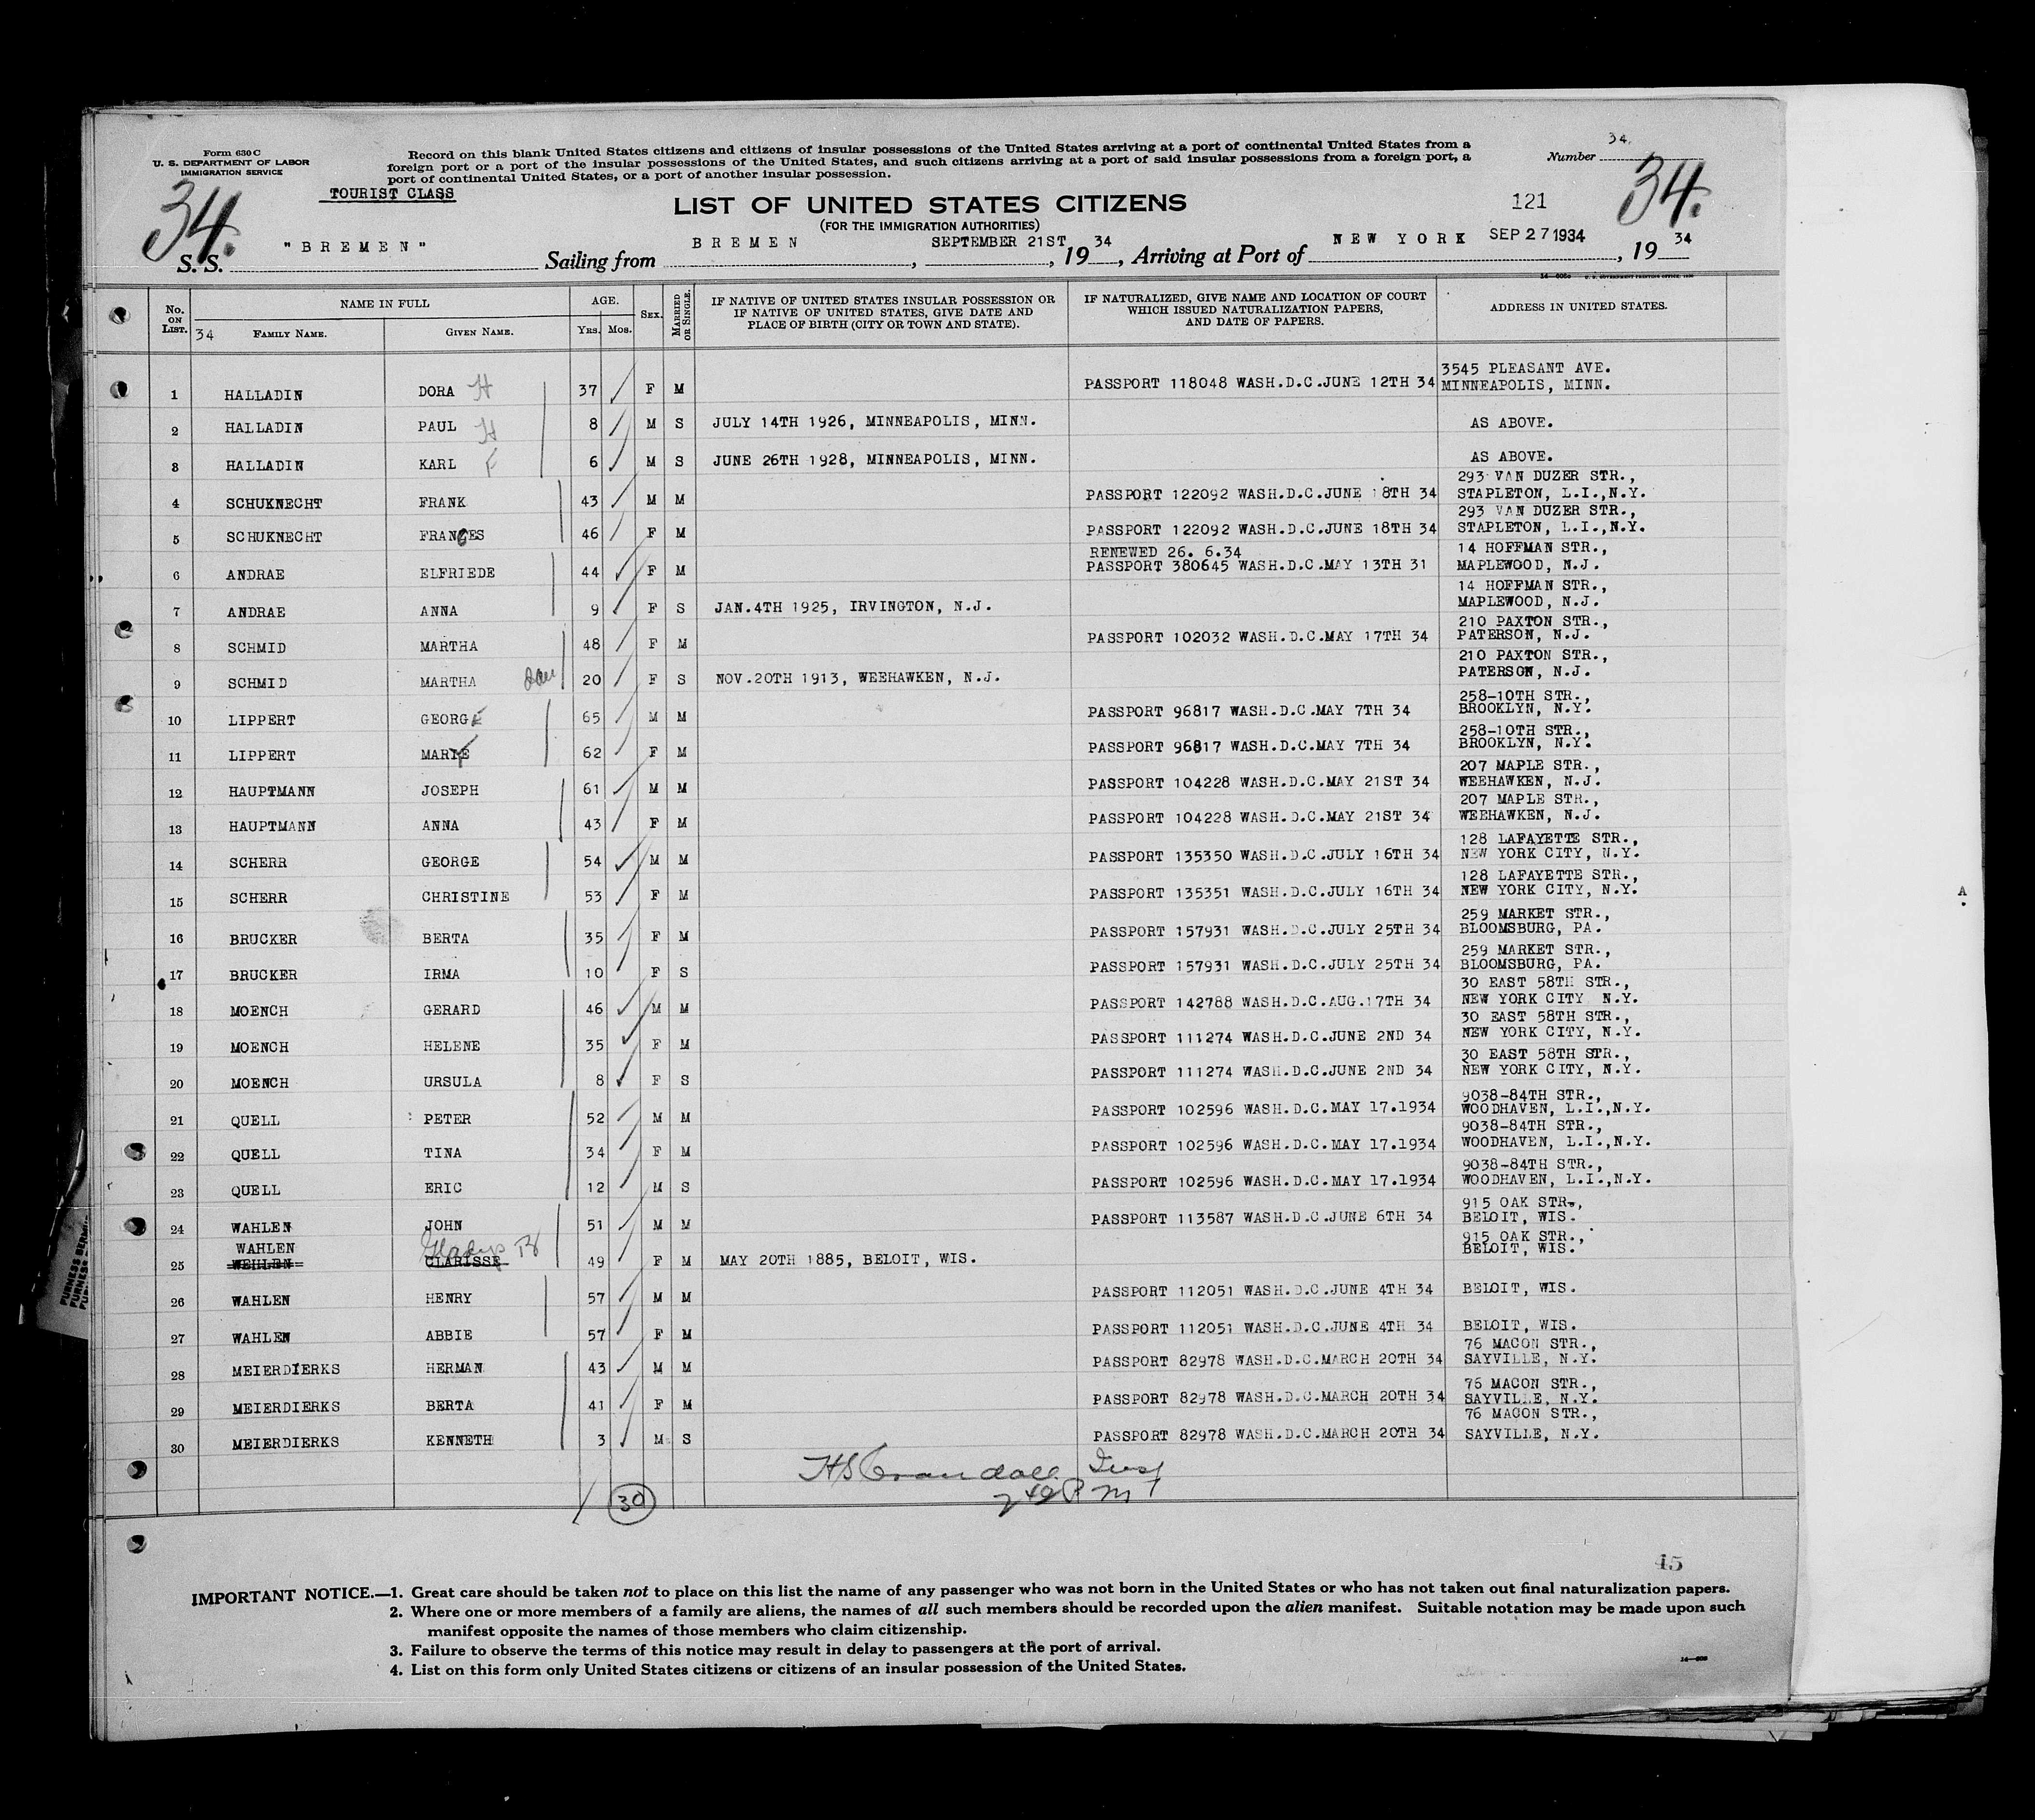 Form 630 C
U. S. DEPARTMENT OF LABOR
IMMIGRATION SERVICE
Record on this blank United States citizens and citizens of insular possessions of the United States arriving at a port of continental United States from a
foreign port or a port of the insular possessions of the United States, and such citizens arriving at a port of said insular possessions from a foreign port, a
port of continental United States, or a port of another insular possession.
Number 34.
TOURIST CLASS
34.
LIST OF UNITED STATES CITIZENS
(FOR THE IMMIGRATION AUTHORITIES)
121
34.
S. S. "BREMEN" Sailing from BREMEN, SEPTEMBER 21ST, 1934, Arriving at Port of NEW YORK SEP 27 1934, 1934
No. ON LIST. NAME IN FULL AGE. SEX. MARRIED OR SINGLE. IF NATIVE OF UNITED STATES INSULAR POSSESSION OR IF NATIVE OF UNITED STATES, GIVE DATE AND PLACE OF BIRTH (CITY OR TOWN AND STATE). IF NATURALIZED, GIVE NAME AND LOCATION OF COURT WHICH ISSUED NATURALIZATION PAPERS, AND DATE OF PAPERS. ADDRESS IN UNITED STATES.
34 FAMILY NAME. GIVEN NAME. YRS. MOS.
1 HALLADIN DORA H 37 F M PASSPORT 118048 WASH.D.C.JUNE 12TH 34 3545 PLEASANT AVE. MINNEAPOLIS, MINN.
2 HALLADIN PAUL H 8 M S JULY 14TH 1926, MINNEAPOLIS, MINN. AS ABOVE.
3 HALLADIN KARL F 6 M S JUNE 26TH 1928, MINNEAPOLIS, MINN. AS ABOVE.
4 SCHUKNECHT FRANK 43 M M PASSPORT 122092 WASH.D.C.JUNE 18TH 34 293 VAN DUZER STR., STAPLETON, L.I.,N.Y.
5 SCHUKNECHT FRANCES 46 F M PASSPORT 122092 WASH.D.C.JUNE 18TH 34 293 VAN DUZER STR., STAPLETON, L.I.,N.Y.
6 ANDRAE ELFRIEDE 44 F M RENEWED 26. 6.34 PASSPORT 380645 WASH.D.C.MAY 13TH 31 14 HOFFMAN STR., MAPLEWOOD, N.J.
7 ANDRAE ANNA 9 F S JAN.4TH 1925, IRVINGTON, N.J. 14 HOFFMAN STR., MAPLEWOOD, N.J.
8 SCHMID MARTHA 48 F M PASSPORT 102032 WASH.D.C.MAY 17TH 34 210 PAXTON STR., PATERSON, N.J.
9 SCHMID MARTHA dau 20 F S NOV.20TH 1913, WEEHAWKEN, N.J. 210 PAXTON STR., PATERSON, N.J.
10 LIPPERT GEORGE 65 M M PASSPORT 96817 WASH.D.C.MAY 7TH 34 258-10TH STR., BROOKLYN, N.Y.
11 LIPPERT MARYE 62 F M PASSPORT 96817 WASH.D.C.MAY 7TH 34 258-10TH STR., BROOKLYN, N.Y.
12 HAUPTMANN JOSEPH 61 M M PASSPORT 104228 WASH.D.C.MAY 21ST 34 207 MAPLE STR., WEEHAWKEN, N.J.
13 HAUPTMANN ANNA 43 F M PASSPORT 104228 WASH.D.C.MAY 21ST 34 207 MAPLE STR., WEEHAWKEN, N.J.
14 SCHERR GEORGE 54 M M PASSPORT 135350 WASH.D.C.JULY 16TH 34 128 LAFAYETTE STR., NEW YORK CITY, N.Y.
15 SCHERR CHRISTINE 53 F M PASSPORT 135351 WASH.D.C.JULY 16TH 34 128 LAFAYETTE STR., NEW YORK CITY, N.Y.
16 BRUCKER BERTA 35 F M PASSPORT 157931 WASH.D.C.JULY 25TH 34 259 MARKET STR., BLOOMSBURG, PA.
17 BRUCKER IRMA 10 F S PASSPORT 157931 WASH.D.C.JULY 25TH 34 259 MARKET STR., BLOOMSBURG, PA.
18 MOENCH GERARD 46 M M PASSPORT 142788 WASH.D.C.AUG.17TH 34 30 EAST 58TH STR., NEW YORK CITY N.Y.
19 MOENCH HELENE 35 F M PASSPORT 111274 WASH.D.C.JUNE 2ND 34 30 EAST 58TH STR., NEW YORK CITY, N.Y.
20 MOENCH URSULA 8 F S PASSPORT 111274 WASH.D.C.JUNE 2ND 34 30 EAST 58TH STR., NEW YORK CITY, N.Y.
21 QUELL PETER 52 M M PASSPORT 102596 WASH.D.C.MAY 17.1934 9038-84TH STR., WOODHAVEN, L.I.,N.Y.
22 QUELL TINA 34 F M PASSPORT 102596 WASH.D.C.MAY 17.1934 9038-84TH STR., WOODHAVEN, L.I.,N.Y.
23 QUELL ERIC 12 M S PASSPORT 102596 WASH.D.C.MAY 17.1934 9038-84TH STR., WOODHAVEN, L.I.,N.Y.
24 WAHLEN JOHN 51 M M PASSPORT 113587 WASH.D.C.JUNE 6TH 34 915 OAK STR., BELOIT, WIS.
25 WAHLEN WEHLEN Gladys CLARISSE 49 F M MAY 20TH 1885, BELOIT, WIS. 915 OAK STR., BELOIT, WIS.
26 WAHLEN HENRY 57 M M PASSPORT 112051 WASH.D.C.JUNE 4TH 34 BELOIT, WIS.
27 WAHLEN ABBIE 57 F M PASSPORT 112051 WASH.D.C.JUNE 4TH 34 BELOIT, WIS.
28 MEIERDIERKS HERMAN 43 M M PASSPORT 82978 WASH.D.C.MARCH 20TH 34 76 MACON STR., SAYVILLE, N.Y.
29 MEIERDIERKS BERTA 41 F M PASSPORT 82978 WASH.D.C.MARCH 20TH 34 76 MACON STR., SAYVILLE, N.Y.
30 MEIERDIERKS KENNETH 3 M S PASSPORT 82978 WASH.D.C.MARCH 20TH 34 76 MACON STR., SAYVILLE, N.Y.
HS Crandall Insp
30
45
IMPORTANT NOTICE.—1. Great care should be taken not to place on this list the name of any passenger who was not born in the United States or who has not taken out final naturalization papers.
2. Where one or more members of a family are aliens, the names of all such members should be recorded upon the alien manifest. Suitable notation may be made upon such
manifest opposite the names of those members who claim citizenship.
3. Failure to observe the terms of this notice may result in delay to passengers at the port of arrival.
4. List on this form only United States citizens or citizens of an insular possession of the United States.